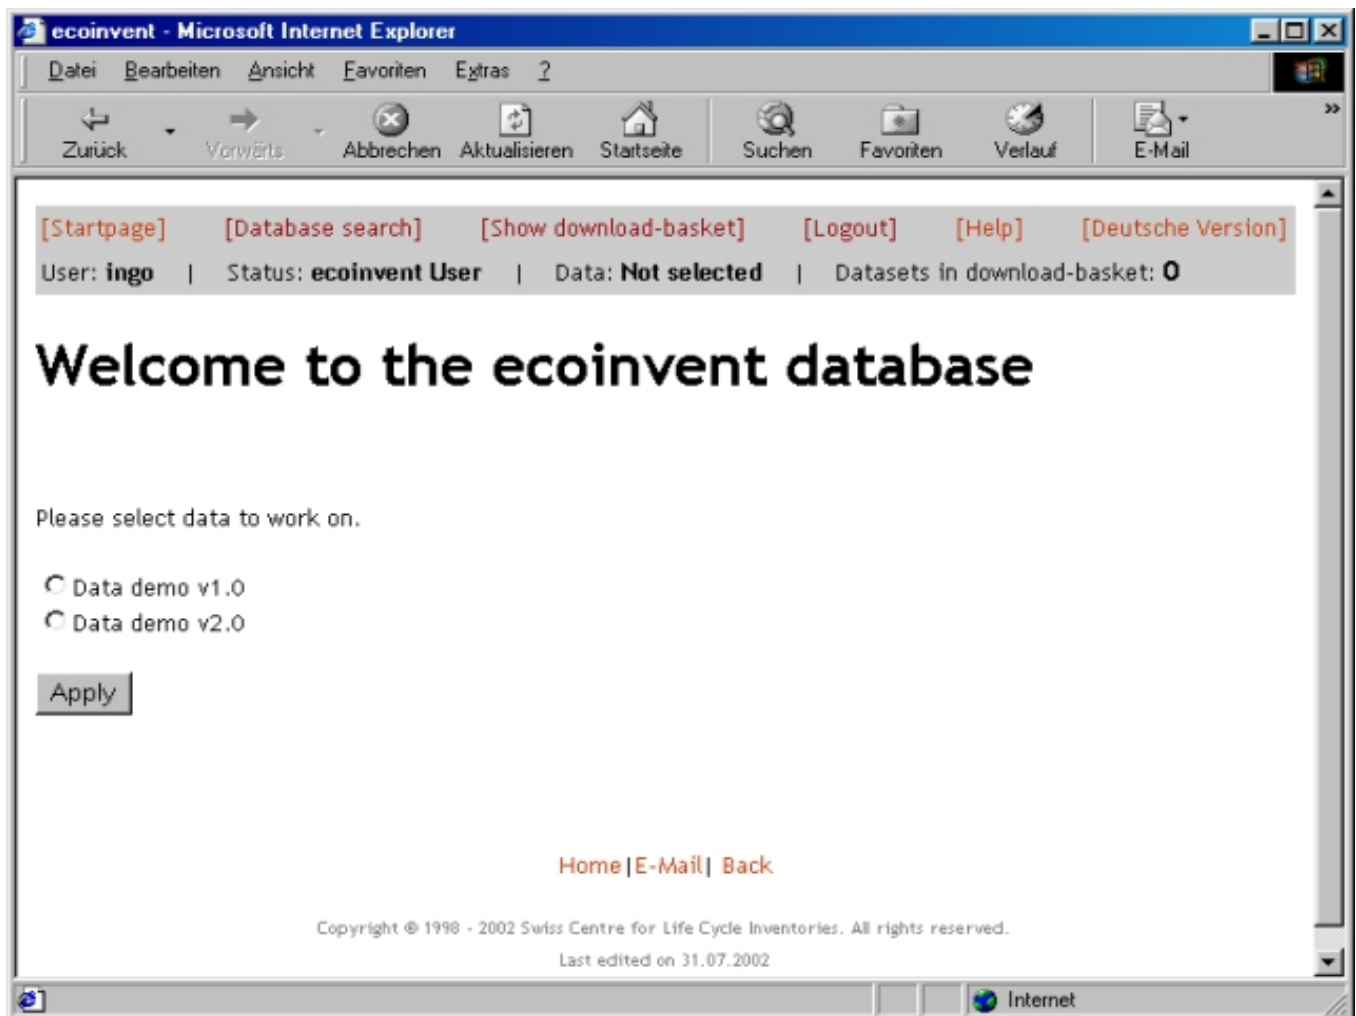 ecoinvent - Microsoft Internet Explorer
Datei Bearbeiten Ansicht Favoriten Extras ?
Zurück Vorwärts Abbrechen Aktualisieren Startseite Suchen Favoriten Verlauf E-Mail »
[Startpage] [Database search] [Show download-basket] [Logout] [Help] [Deutsche Version]
User: ingo | Status: ecoinvent User | Data: Not selected | Datasets in download-basket: 0
Welcome to the ecoinvent database
Please select data to work on.
Data demo v1.0
Data demo v2.0
Apply
Home|E-Mail| Back
Copyright © 1998 - 2002 Swiss Centre for Life Cycle Inventories. All rights reserved.
Last edited on 31.07.2002
Internet